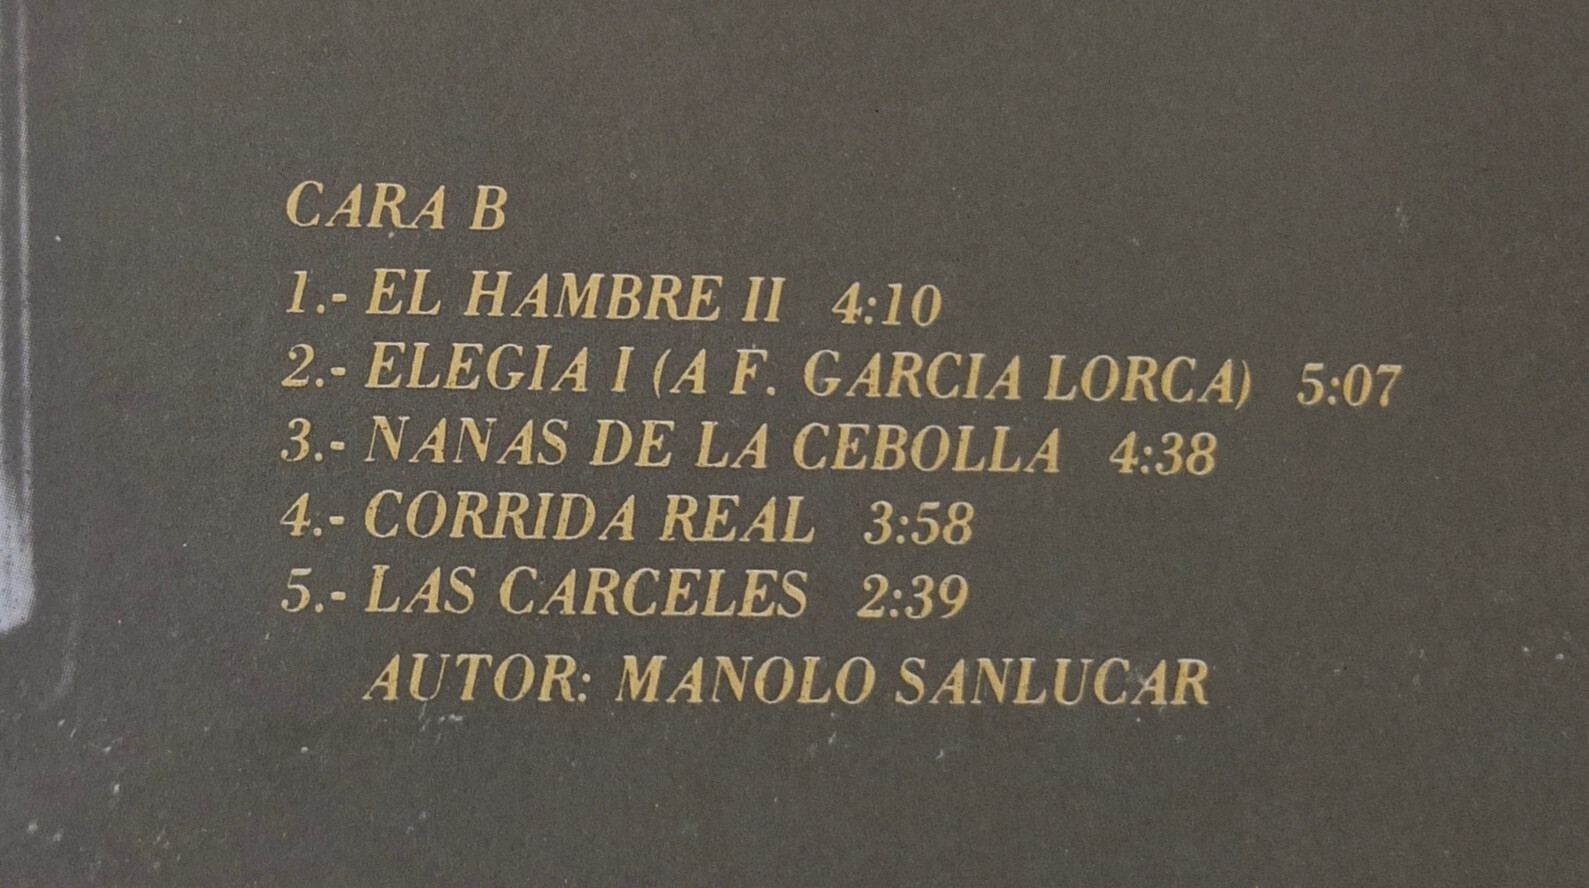 CARA B
1.- EL HAMBRE II 4:10
2.- ELEGIA I (A F. GARCIA LORCA) 5:07
3.- NANAS DE LA CEBOLLA 4:38
4.- CORRIDA REAL 3:58
5.- LAS CARCELES 2:39
AUTOR: MANOLO SANLUCAR